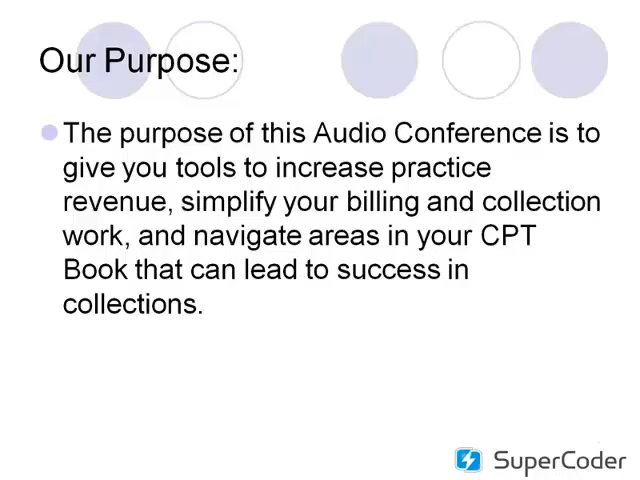 Our Purpose:
The purpose of this Audio Conference is to
give you tools to increase practice
revenue, simplify your billing and collection
work, and navigate areas in your CPT
Book that can lead to success in
collections.
SuperCoder